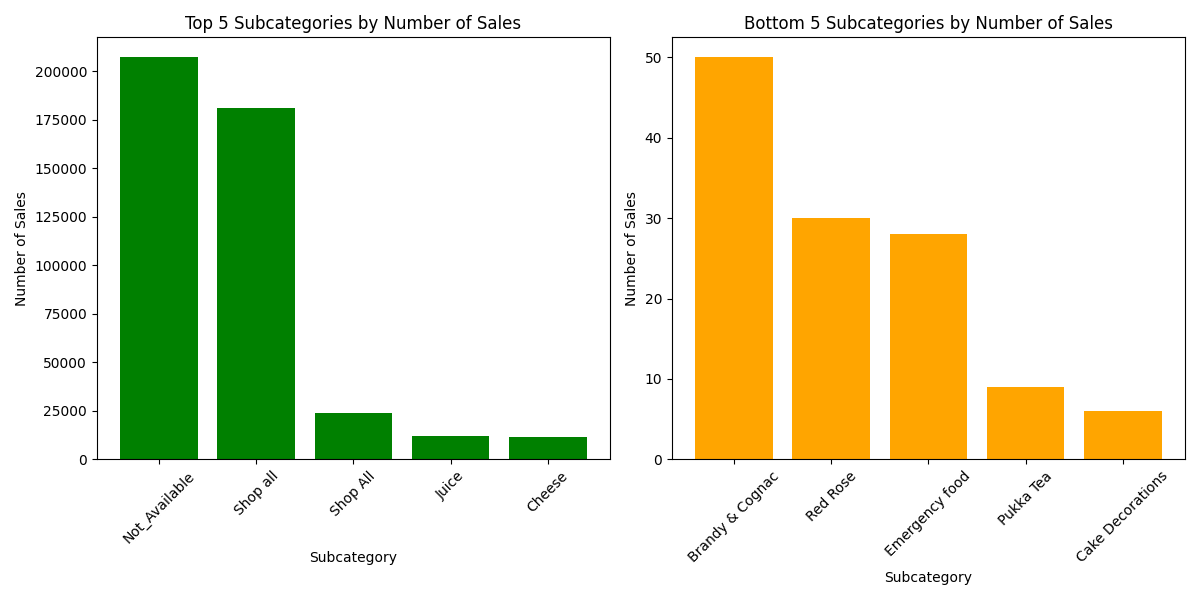 Top 5 Subcategories by Number of Sales
Number of Sales
200000
175000
150000
125000
100000
75000
50000
25000
0
Not_Available
Shop all
Shop All
Juice
Cheese
Subcategory
Bottom 5 Subcategories by Number of Sales
Number of Sales
50
40
30
20
10
0
Brandy & Cognac
Red Rose
Emergency food
Pukka Tea
Cake Decorations
Subcategory